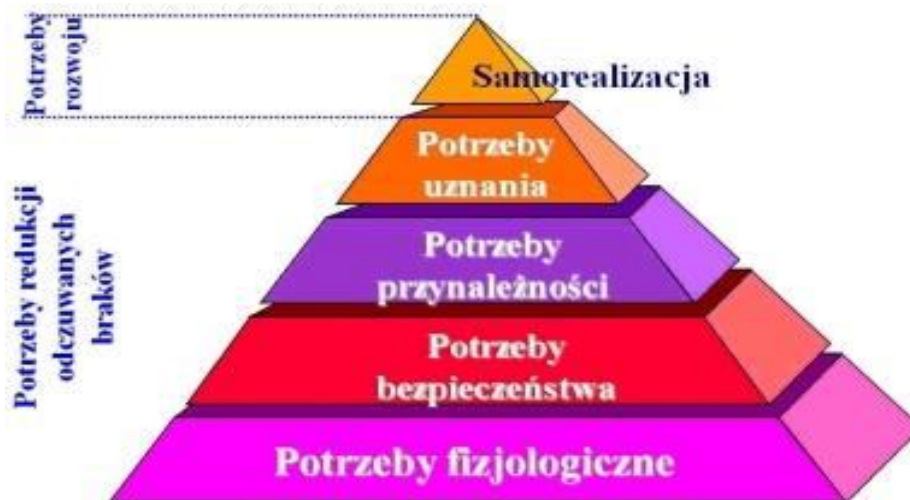 Potrzeby
rozwoju
Samorealizacja
Potrzeby
uznania
Potrzeby redukcji
odczuwanych
braków
Potrzeby
przynależności
Potrzeby
bezpieczeństwa
Potrzeby fizjologiczne